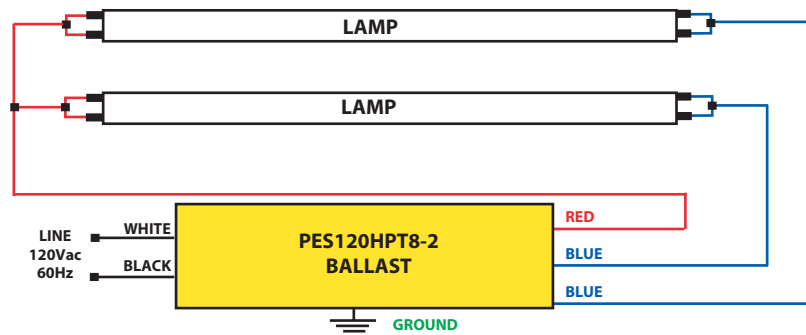 LAMP
LAMP
RED
WHITE
LINE
120Vac
60Hz
PES120HPT8-2
BALLAST
BLUE
BLACK
BLUE
GROUND